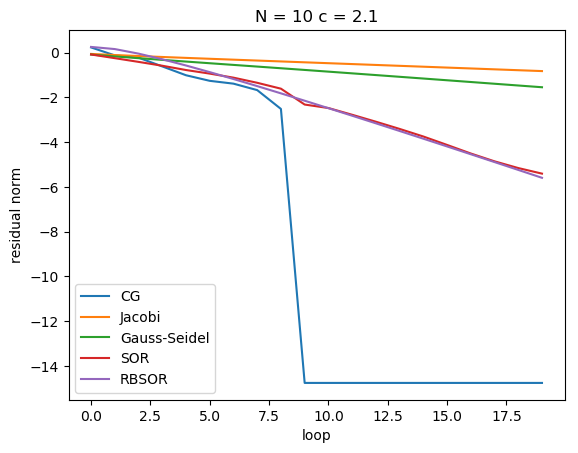 N = 10 c = 2.1
residual norm
0
−2
−4
−6
−8
−10
−12
−14
CG
Jacobi
Gauss-Seidel
SOR
RBSOR
0.0 2.5 5.0 7.5 10.0 12.5 15.0 17.5
loop